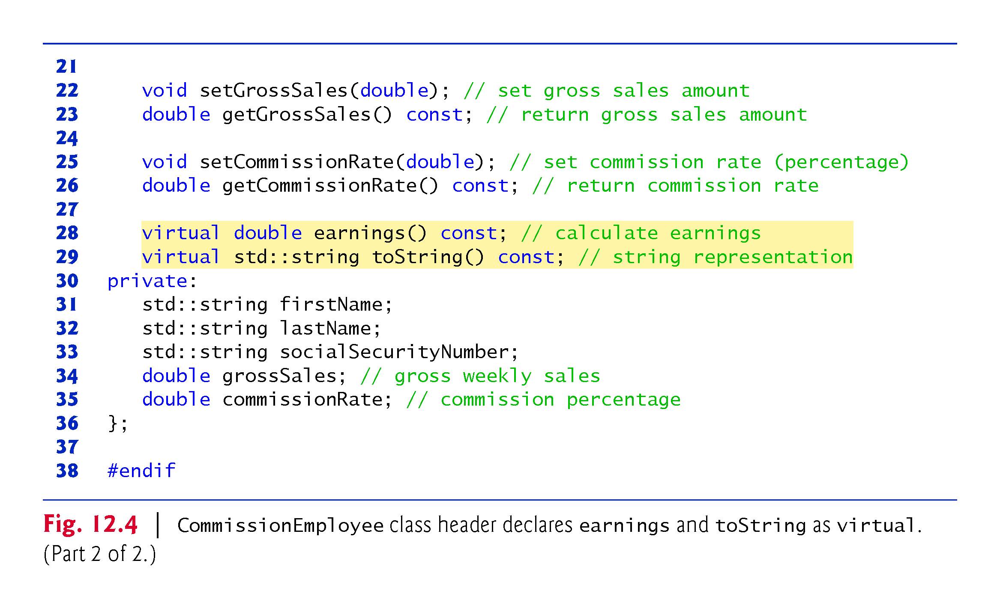 21
22 void setGrossSales(double); // set gross sales amount
23 double getGrossSales() const; // return gross sales amount
24
25 void setCommissionRate(double); // set commission rate (percentage)
26 double getCommissionRate() const; // return commission rate
27
28 virtual double earnings() const; // calculate earnings
29 virtual std::string toString() const; // string representation
30 private:
31 std::string firstName;
32 std::string lastName;
33 std::string socialSecurityNumber;
34 double grossSales; // gross weekly sales
35 double commissionRate; // commission percentage
36 };
37
38 #endif
Fig. 12.4 | CommissionEmployee class header declares earnings and toString as virtual.
(Part 2 of 2.)